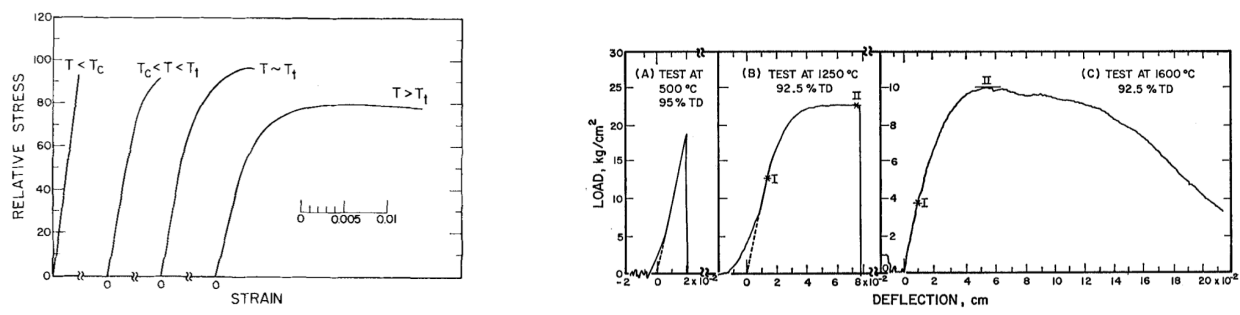 120
100
80
60
40
20
0
RELATIVE STRESS
T < Tc
Tc < T < Tt
T ~ Tt
T > Tt
0 0.005 0.01
0 0 0 0
STRAIN
30
25
20
15
10
5
0
LOAD, kg/cm²
(A) TEST AT
500 °C
95 % TD
(B) TEST AT 1250 °C
92.5 % TD
II
I
(C) TEST AT 1600 °C
92.5 % TD
II
I
10
8
6
4
2
0
-2 0 2 x 10⁻²
0 2 4 6 8 x 10⁻²
0 2 4 6 8 10 12 14 16 18 20 x 10⁻²
DEFLECTION, cm